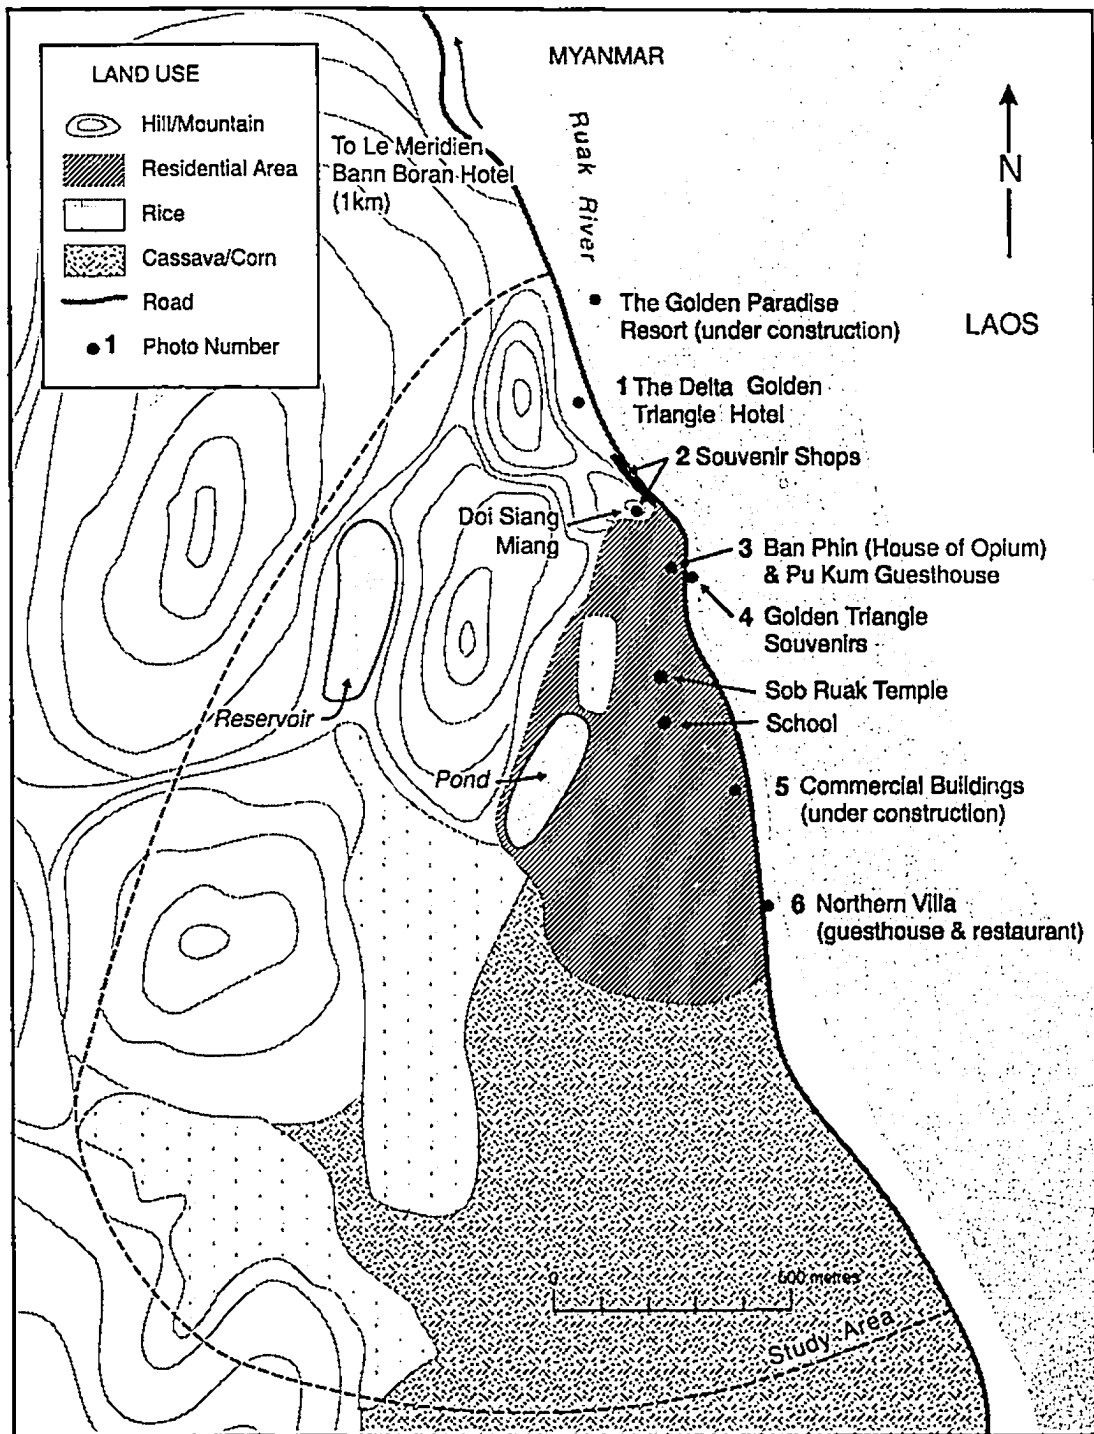 LAND USE
Hill/Mountain
Residential Area
Rice
Cassava/Corn
Road
1 Photo Number
MYANMAR
Ruak River
To Le Meridien
Bann Boran Hotel
(1km)
N
LAOS
The Golden Paradise
Resort (under construction)
1 The Delta Golden
Triangle Hotel
2 Souvenir Shops
Doi Siang
Miang
3 Ban Phin (House of Opium)
& Pu Kum Guesthouse
4 Golden Triangle
Souvenirs
Sob Ruak Temple
School
Reservoir
Pond
5 Commercial Buildings
(under construction)
6 Northern Villa
(guesthouse & restaurant)
0
metres
Study Area